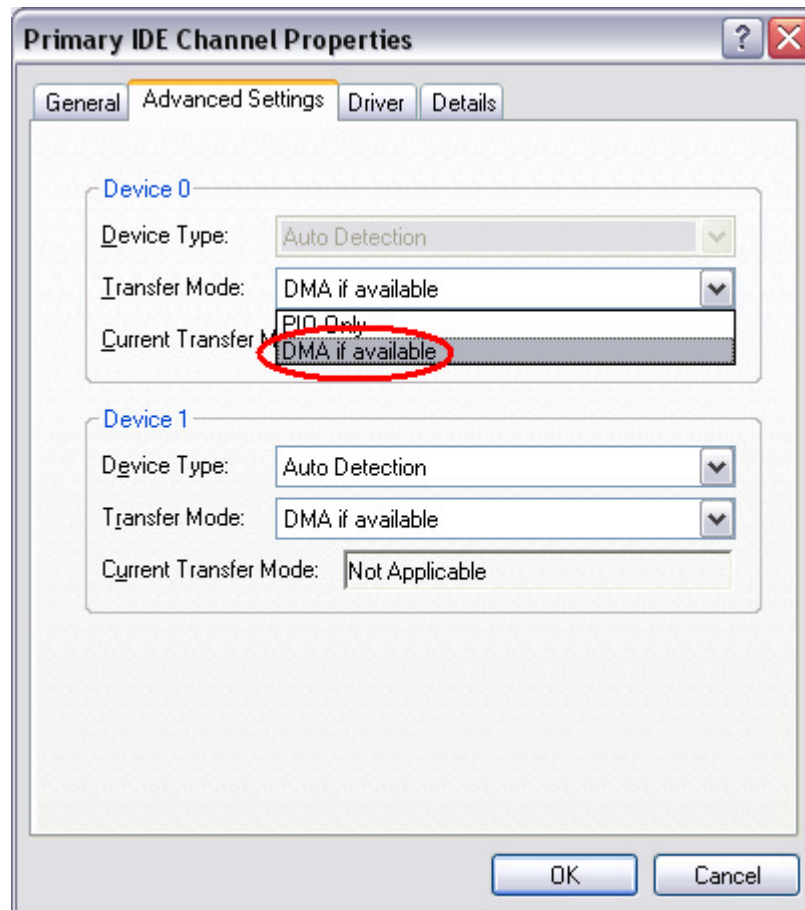 Primary IDE Channel Properties
General Advanced Settings Driver Details
Device 0
Device Type: Auto Detection
Transfer Mode: DMA if available
PIO Only
Current Transfer M
DMA if available
Device 1
Device Type: Auto Detection
Transfer Mode: DMA if available
Current Transfer Mode: Not Applicable
OK Cancel